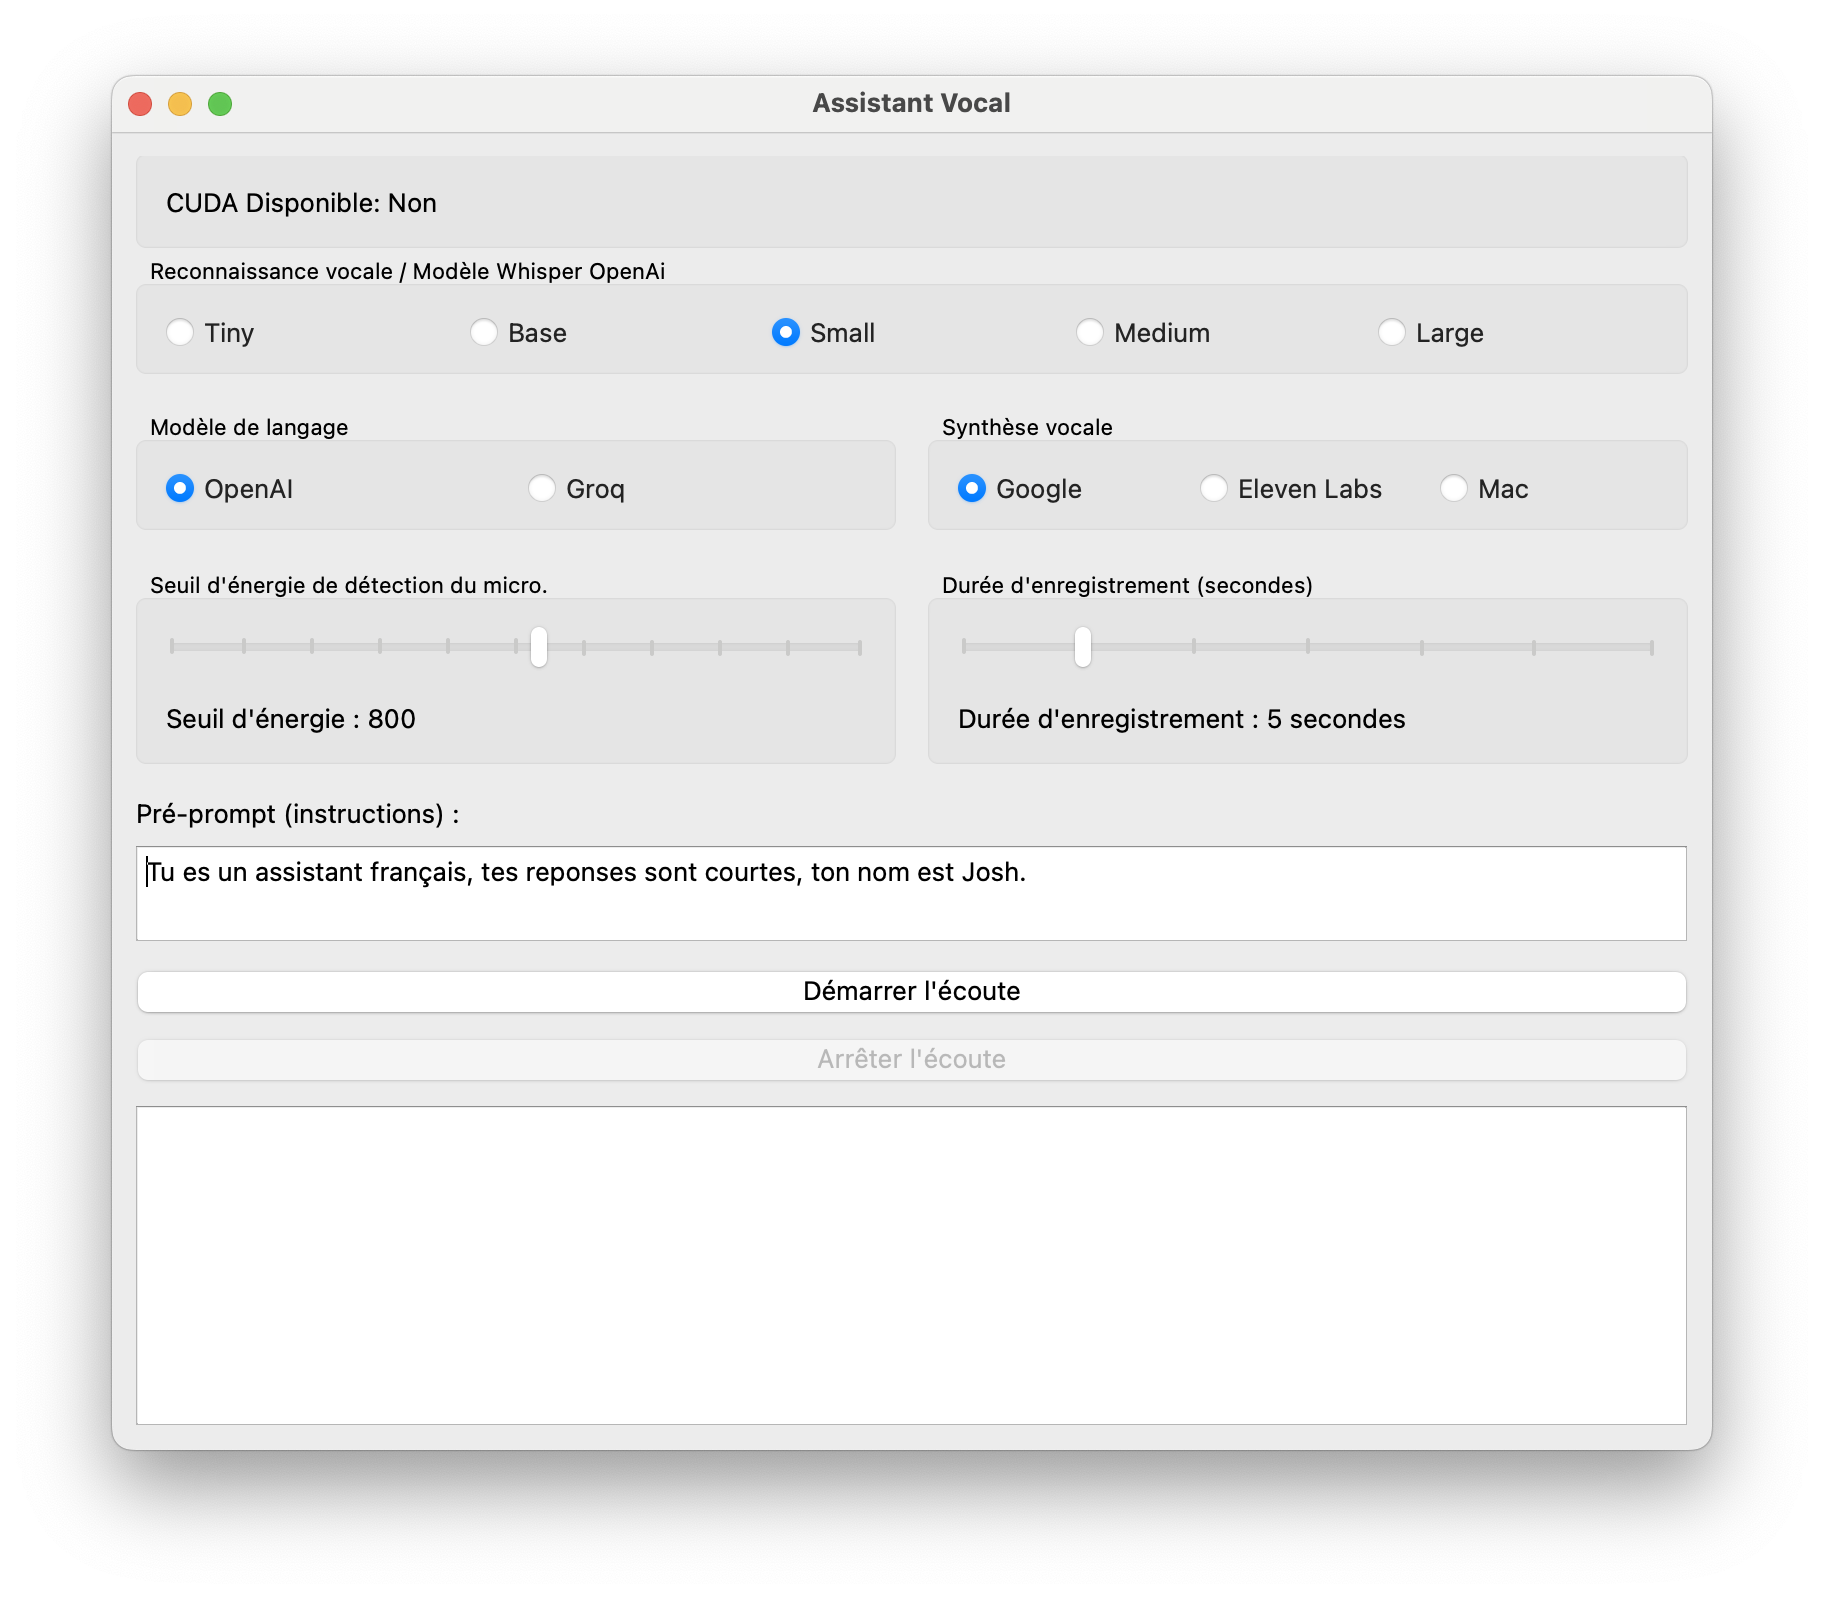 Assistant Vocal
CUDA Disponible: Non
Reconnaissance vocale / Modèle Whisper OpenAi
Tiny Base Small Medium Large
Modèle de langage Synthèse vocale
OpenAI Groq Google Eleven Labs Mac
Seuil d'énergie de détection du micro. Durée d'enregistrement (secondes)
Seuil d'énergie : 800 Durée d'enregistrement : 5 secondes
Pré-prompt (instructions) :
Tu es un assistant français, tes reponses sont courtes, ton nom est Josh.
Démarrer l'écoute
Arrêter l'écoute